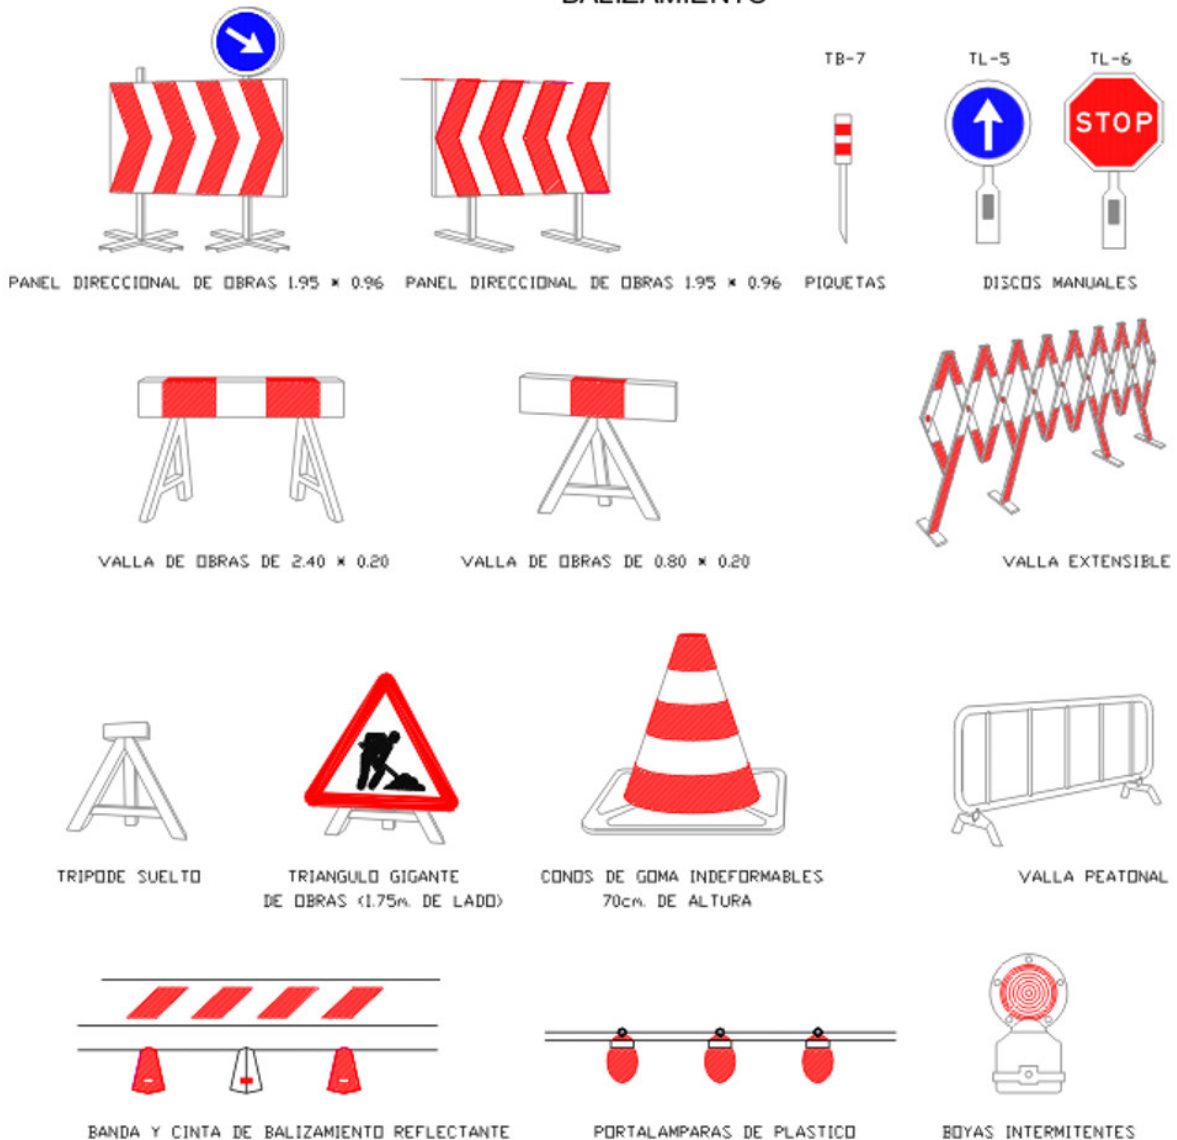 BALIZAMIENTO
TB-7
TL-5
TL-6
STOP
PANEL DIRECCIONAL DE OBRAS 1.95 * 0.96
PANEL DIRECCIONAL DE OBRAS 1.95 * 0.96
PIQUETAS
DISCOS MANUALES
VALLA DE OBRAS DE 2.40 * 0.20
VALLA DE OBRAS DE 0.80 * 0.20
VALLA EXTENSIBLE
TRIPODE SUELTO
TRIANGULO GIGANTE
DE OBRAS (1.75m. DE LADO)
CONOS DE GOMA INDEFORMABLES
70cm. DE ALTURA
VALLA PEATONAL
BANDA Y CINTA DE BALIZAMIENTO REFLECTANTE
PORTALAMPARAS DE PLASTICO
BOYAS INTERMITENTES